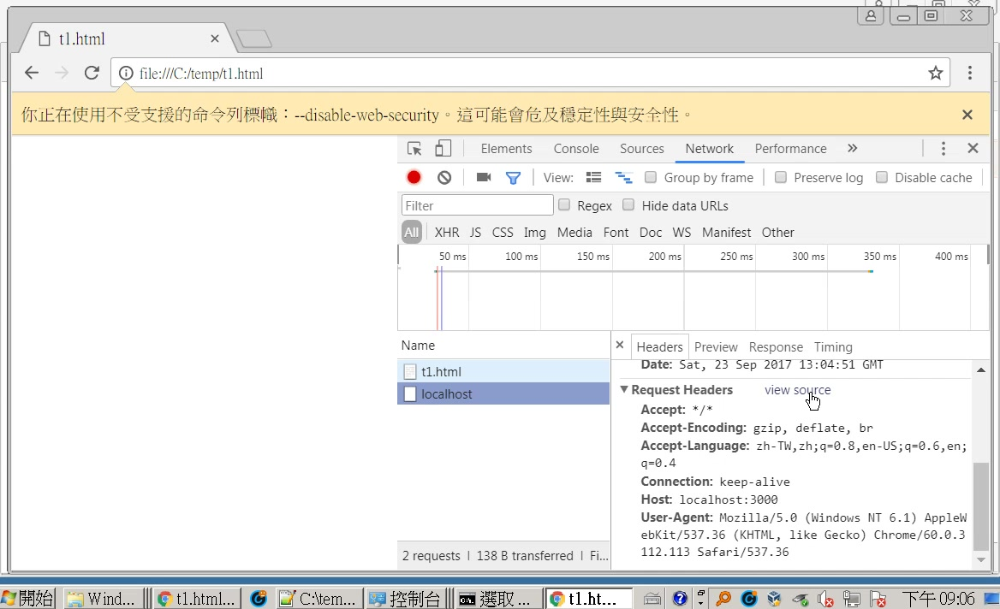 t1.html
file:///C:/temp/t1.html
你正在使用不受支援的命令列標幟：--disable-web-security。這可能會危及穩定性與安全性。
Elements Console Sources Network Performance »
View: Group by frame Preserve log Disable cache
Filter Regex Hide data URLs
All XHR JS CSS Img Media Font Doc WS Manifest Other
50 ms 100 ms 150 ms 200 ms 250 ms 300 ms 350 ms 400 ms
Name
t1.html
localhost
2 requests | 138 B transferred | Fi...
Headers Preview Response Timing
Date: Sat, 23 Sep 2017 13:04:51 GMT
Request Headers view source
Accept: */*
Accept-Encoding: gzip, deflate, br
Accept-Language: zh-TW,zh;q=0.8,en-US;q=0.6,en;
q=0.4
Connection: keep-alive
Host: localhost:3000
User-Agent: Mozilla/5.0 (Windows NT 6.1) AppleW
ebKit/537.36 (KHTML, like Gecko) Chrome/60.0.3
112.113 Safari/537.36
開始 Wind... t1.html... C:\tem... 控制台 選取 ... t1.ht... 下午 09:06